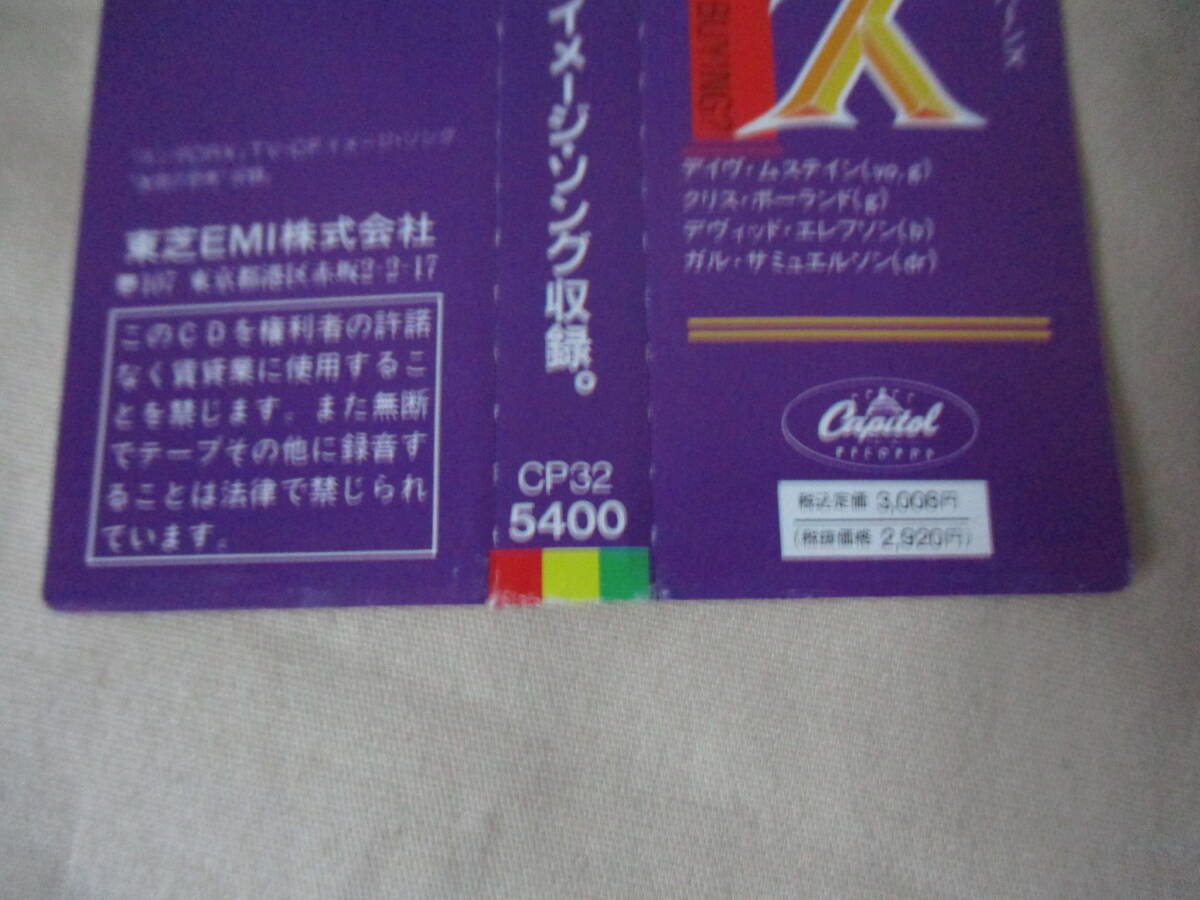 東芝EMI株式会社
〒107 東京都港区赤坂2-2-17
このCDを権利者の許諾
なく賃貸業に使用するこ
とを禁じます。また無断
でテープその他に録音す
ることは法律で禁じられ
ています。
イメージ・ソング収録。
CP32
5400
BUYING?
X
デイヴ・ムステイン(vo, g)
クリス・ポーランド(g)
デヴィッド・エレフソン(b)
ガル・サミュエルソン(dr)
Capitol
RECORDS
税込定価 3,008円
(税抜価格 2,920円)